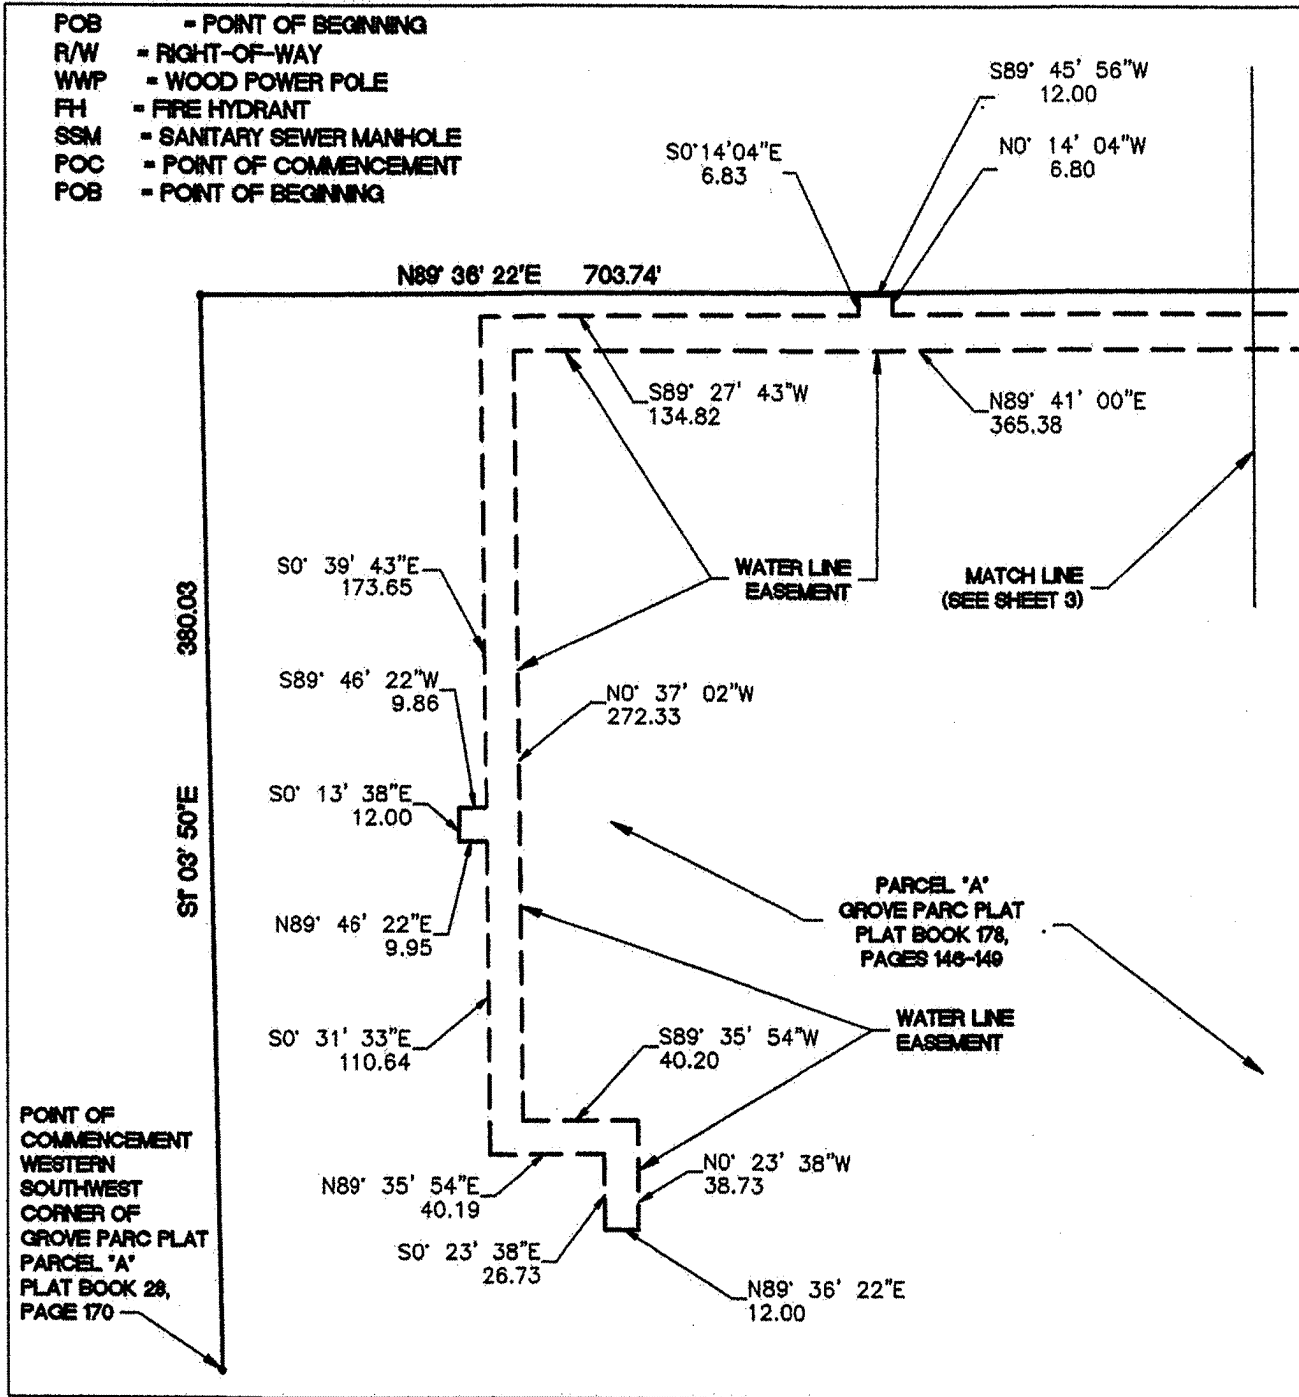 POB = POINT OF BEGINNING
R/W = RIGHT-OF-WAY
WWP = WOOD POWER POLE
FH = FIRE HYDRANT
SSM = SANITARY SEWER MANHOLE
POC = POINT OF COMMENCEMENT
POB = POINT OF BEGINNING
S89° 45' 56"W
12.00
S0°14'04"E
6.83
N0° 14' 04"W
6.80
N89° 36' 22'E 703.74'
S89° 27' 43"W
134.82
N89° 41' 00"E
365.38
S0° 39' 43"E
173.65
WATER LINE
EASEMENT
MATCH LINE
(SEE SHEET 3)
S1° 03' 50"E 380.03
S89° 46' 22"W
9.86
N0° 37' 02"W
272.33
S0° 13' 38"E
12.00
N89° 46' 22"E
9.95
PARCEL "A"
GROVE PARC PLAT
PLAT BOOK 178,
PAGES 146-149
S0° 31' 33"E
110.64
S89° 35' 54"W
40.20
WATER LINE
EASEMENT
POINT OF
COMMENCEMENT
WESTERN
SOUTHWEST
CORNER OF
GROVE PARC PLAT
PARCEL "A"
PLAT BOOK 28,
PAGE 170
N89° 35' 54"E
40.19
N0° 23' 38"W
38.73
S0° 23' 38"E
26.73
N89° 36' 22"E
12.00